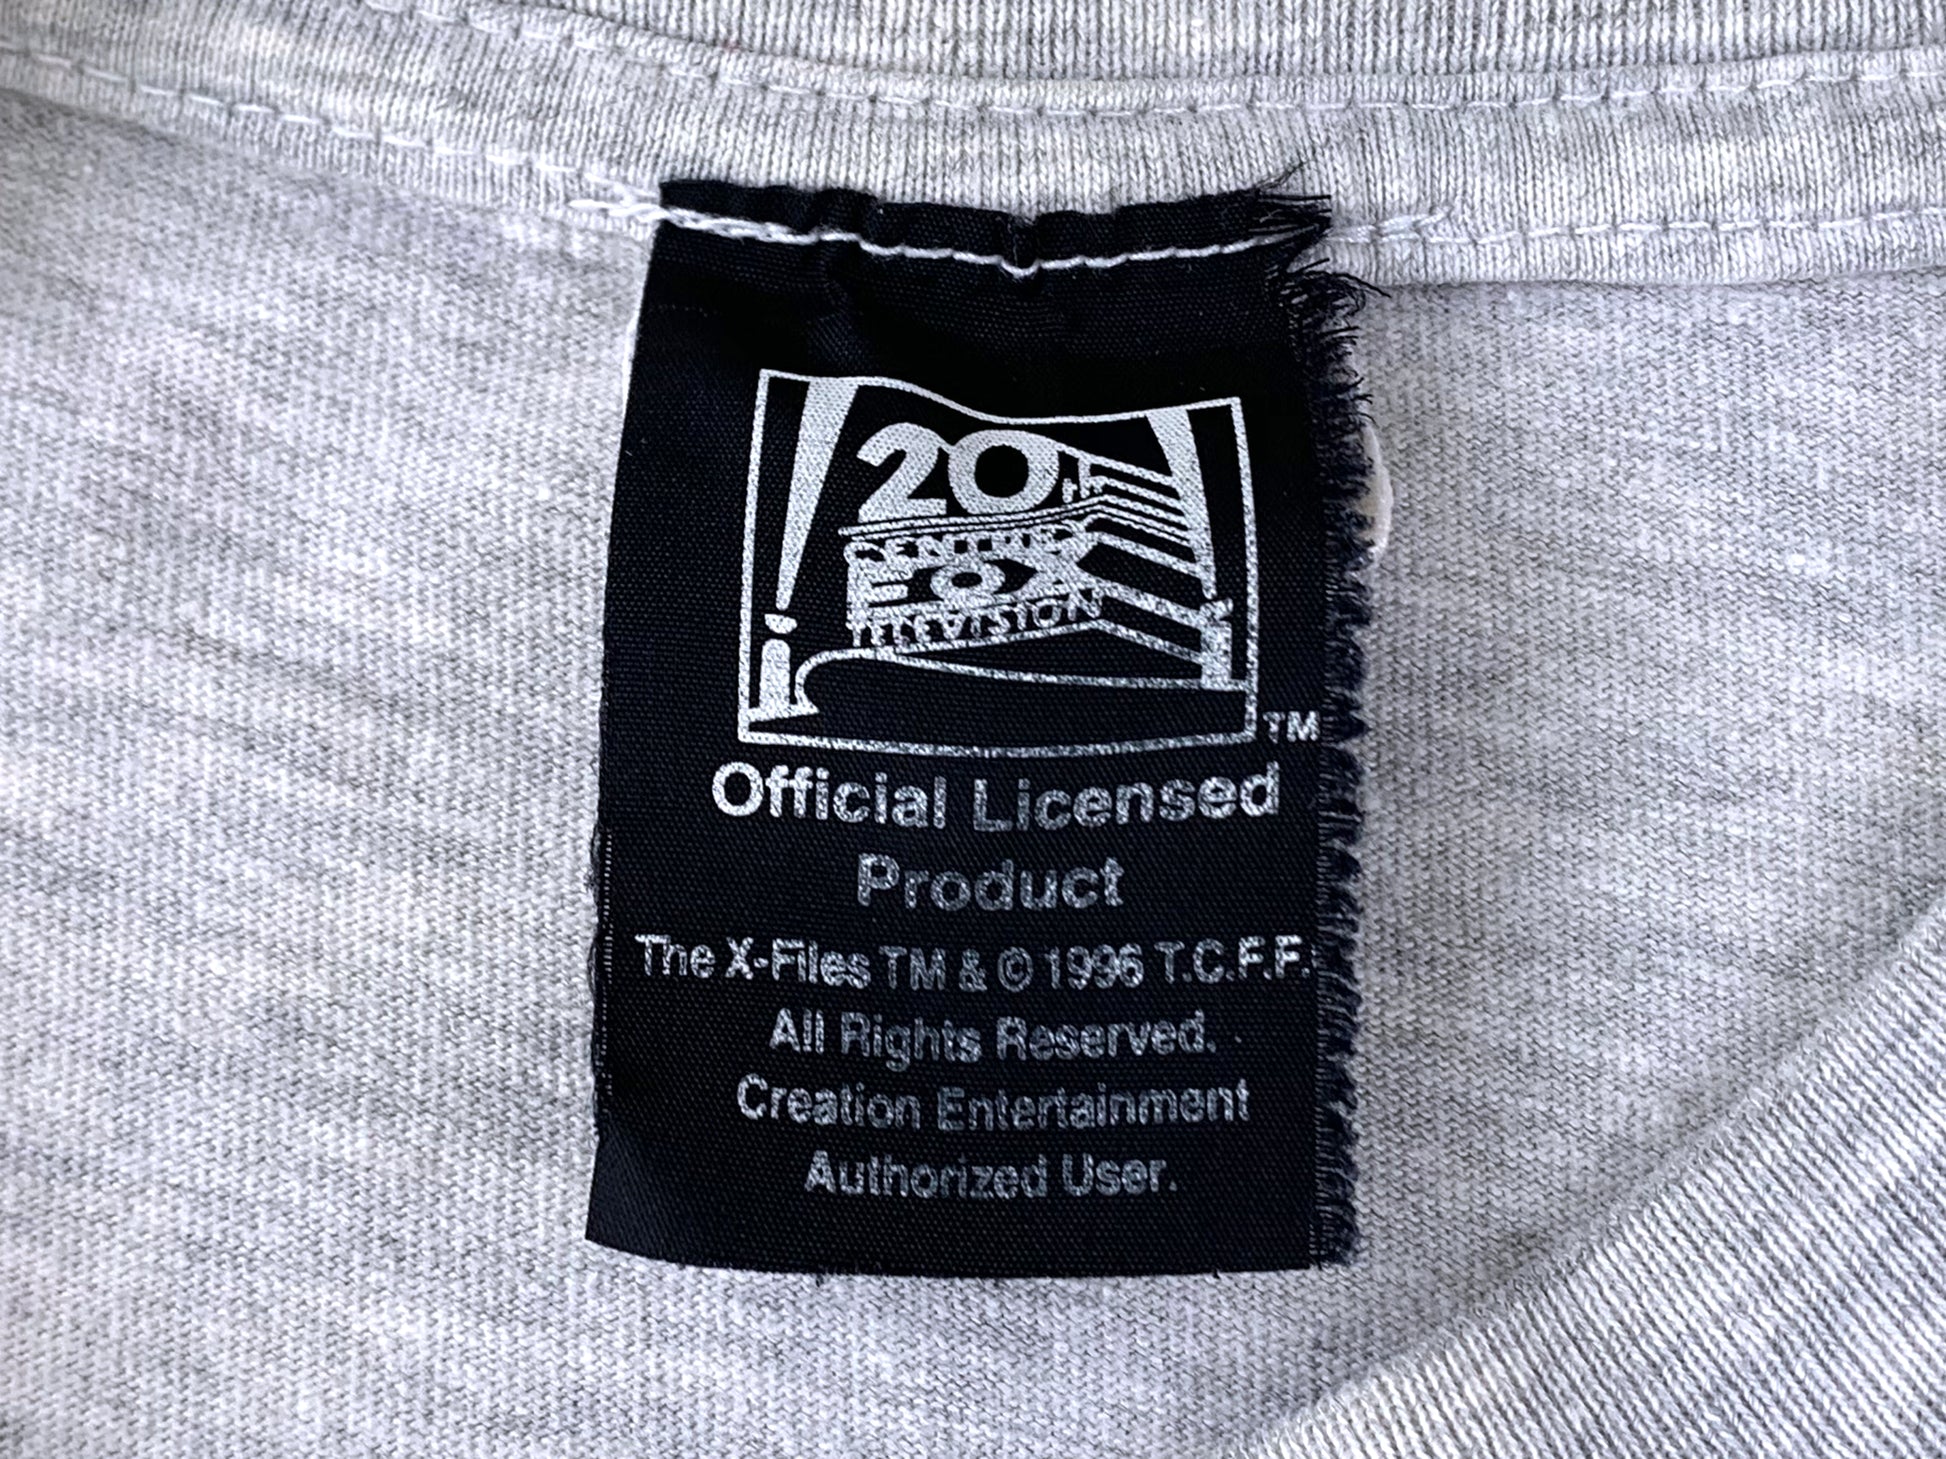 20th
CENTURY
FOX
TELEVISION
TM
Official Licensed
Product
The X-Files TM & © 1996 T.C.F.F.
All Rights Reserved.
Creation Entertainment
Authorized User.